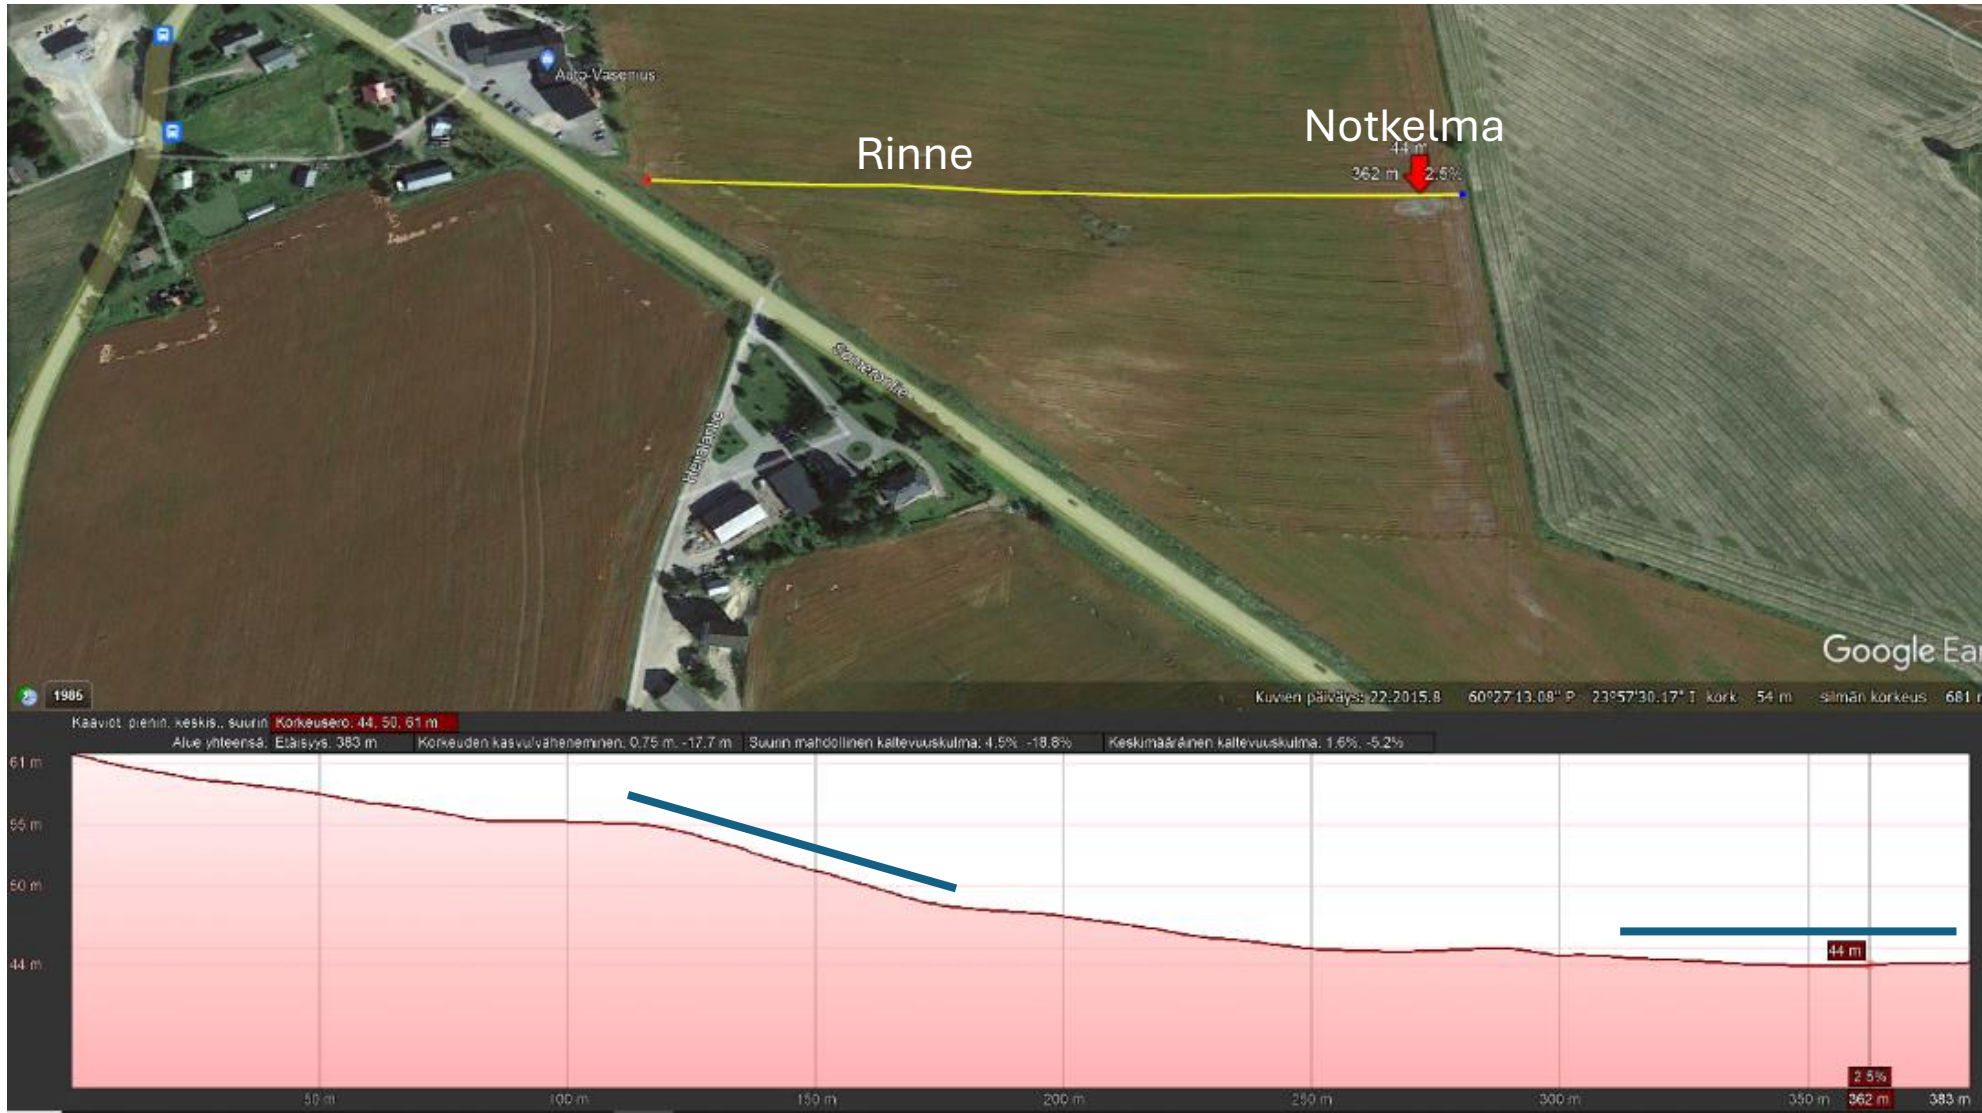 Auto-Vasenius
Rinne
Notkelma
44 m
362 m
2.5%
Somerontie
Google Ear
1985
Kuvien päiväys: 22.2015.8 60°27'13.08" P 23°57'30.17" I kork 54 m silmän korkeus 681 m
Kaaviot: pienin, keskis., suurin Korkeusero: 44, 50, 61 m
Alue yhteensä: Etäisyys: 383 m Korkeuden kasvu/väheneminen: 0.75 m, -17.7 m Suurin mahdollinen kaltevuuskulma: 4.5%, -18.8% Keskimääräinen kaltevuuskulma: 1.6%, -5.2%
61 m
55 m
50 m
44 m
44 m
2.5%
50 m 100 m 150 m 200 m 250 m 300 m 350 m 362 m 383 m